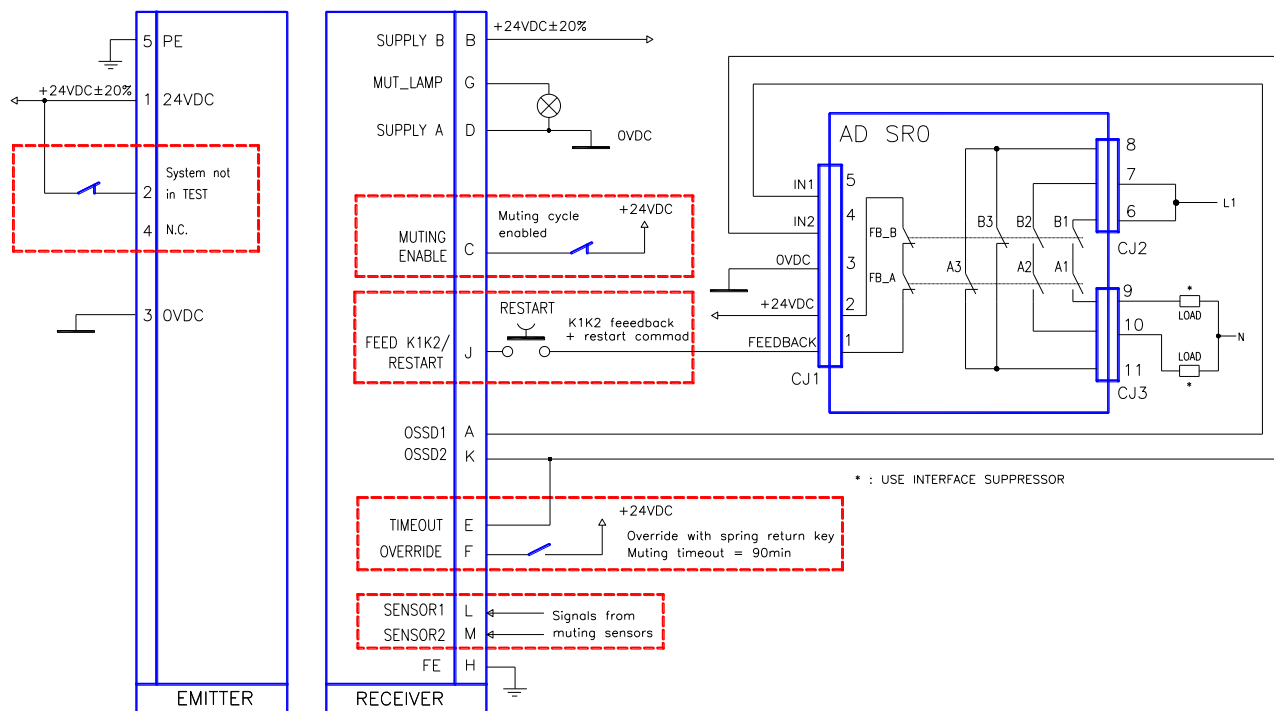 5 PE
+24VDC±20%
1 24VDC
System not
in TEST
2
4 N.C.
3 0VDC
EMITTER
SUPPLY B B +24VDC±20%
MUT_LAMP G
SUPPLY A D 0VDC
Muting cycle
enabled
+24VDC
MUTING
ENABLE
C
RESTART
K1K2 feeedback
+ restart commad
FEED K1K2/
RESTART
J
OSSD1 A
OSSD2 K
TIMEOUT E
OVERRIDE F
+24VDC
Override with spring return key
Muting timeout = 90min
SENSOR1 L
SENSOR2 M
Signals from
muting sensors
FE H
RECEIVER
AD SR0
IN1 5
IN2 4
0VDC 3
+24VDC 2
FEEDBACK 1
CJ1
FB_B
FB_A
B3 B2 B1
A3 A2 A1
8
7
6
CJ2
L1
9
10
11
CJ3
*
LOAD
LOAD
*
N
* : USE INTERFACE SUPPRESSOR